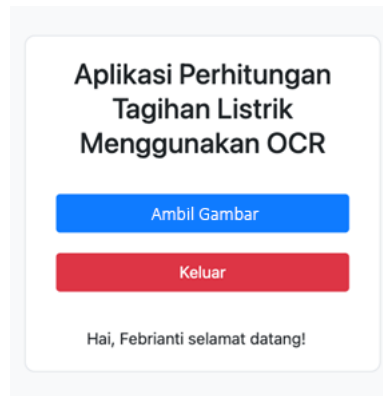 Aplikasi Perhitungan
Tagihan Listrik
Menggunakan OCR
Ambil Gambar
Keluar
Hai, Febrianti selamat datang!